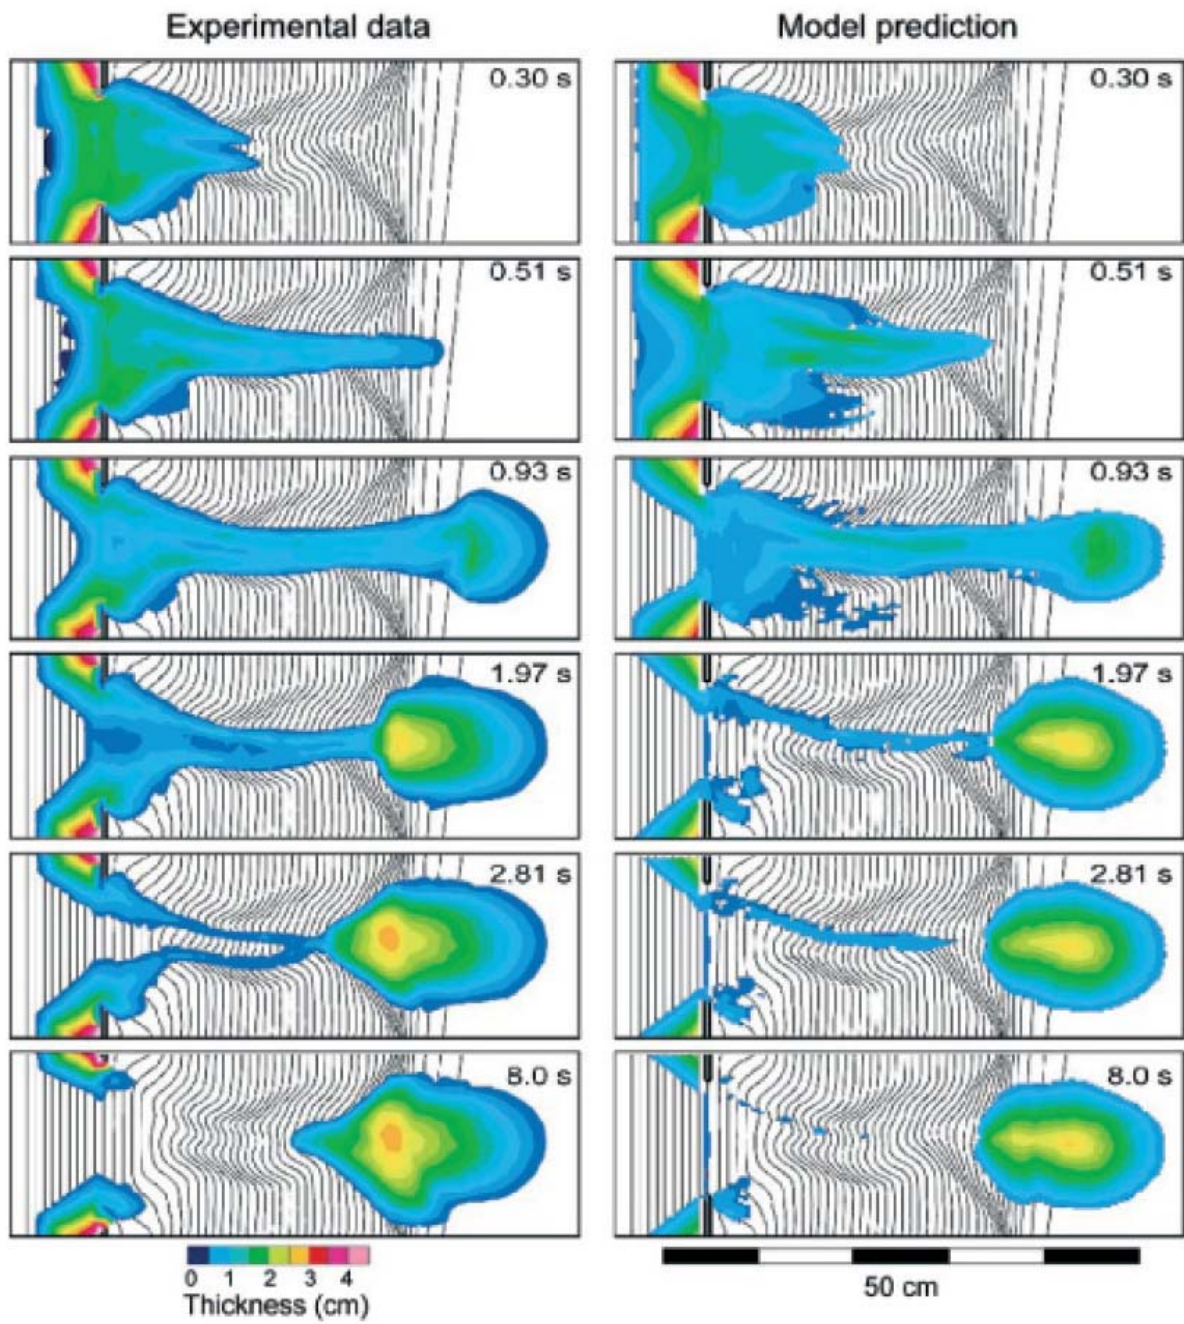 Experimental data Model prediction
0.30 s 0.30 s
0.51 s 0.51 s
0.93 s 0.93 s
1.97 s 1.97 s
2.81 s 2.81 s
8.0 s 8.0 s
0 1 2 3 4
Thickness (cm)
50 cm